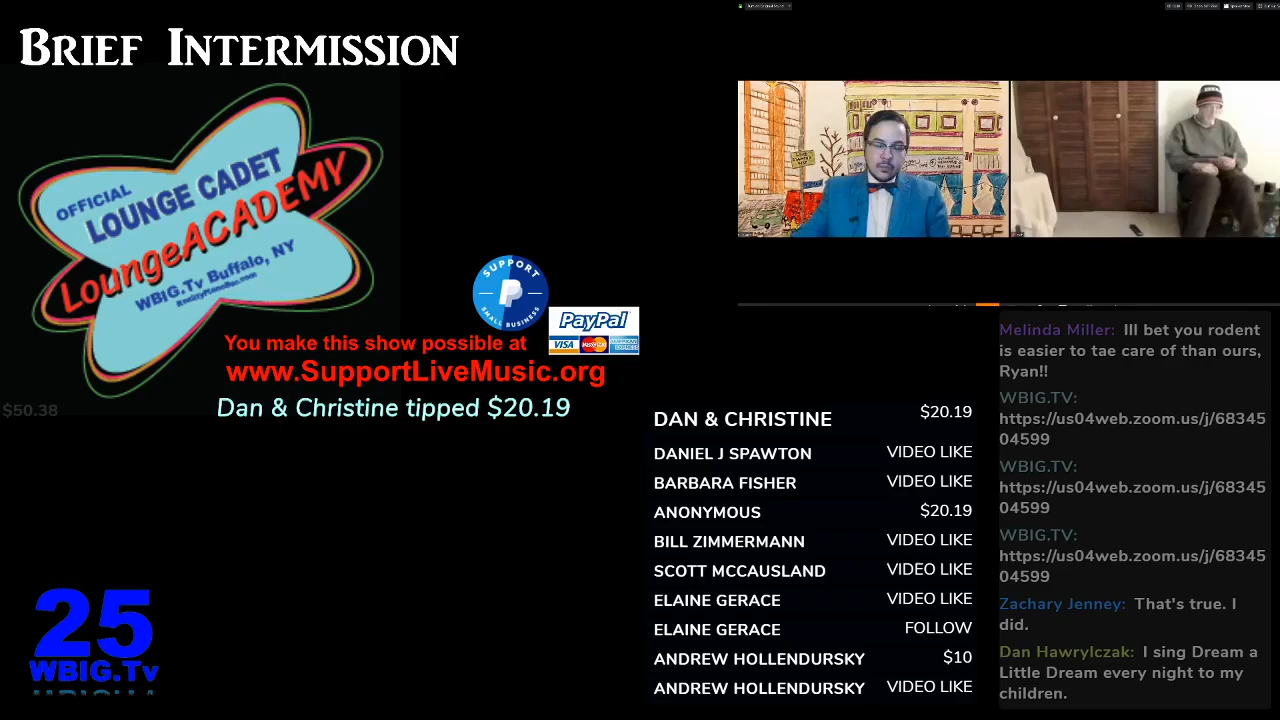 Brief Intermission
OFFICIAL
LOUNGE CADET
LoungeACADEMY
WBIG.Tv Buffalo, NY
RealityPianoBar.com
$50.38
SUPPORT
SMALL BUSINESS
PayPal
VISA
You make this show possible at
www.SupportLiveMusic.org
Dan & Christine tipped $20.19
DAN & CHRISTINE $20.19
DANIEL J SPAWTON VIDEO LIKE
BARBARA FISHER VIDEO LIKE
ANONYMOUS $20.19
BILL ZIMMERMANN VIDEO LIKE
SCOTT MCCAUSLAND VIDEO LIKE
ELAINE GERACE VIDEO LIKE
ELAINE GERACE FOLLOW
ANDREW HOLLENDURSKY $10
ANDREW HOLLENDURSKY VIDEO LIKE
Melinda Miller: Ill bet you rodent
is easier to tae care of than ours,
Ryan!!
WBIG.TV:
https://us04web.zoom.us/j/68345
04599
WBIG.TV:
https://us04web.zoom.us/j/68345
04599
WBIG.TV:
https://us04web.zoom.us/j/68345
04599
Zachary Jenney: That's true. I
did.
Dan Hawrylczak: I sing Dream a
Little Dream every night to my
children.
25
WBIG.Tv